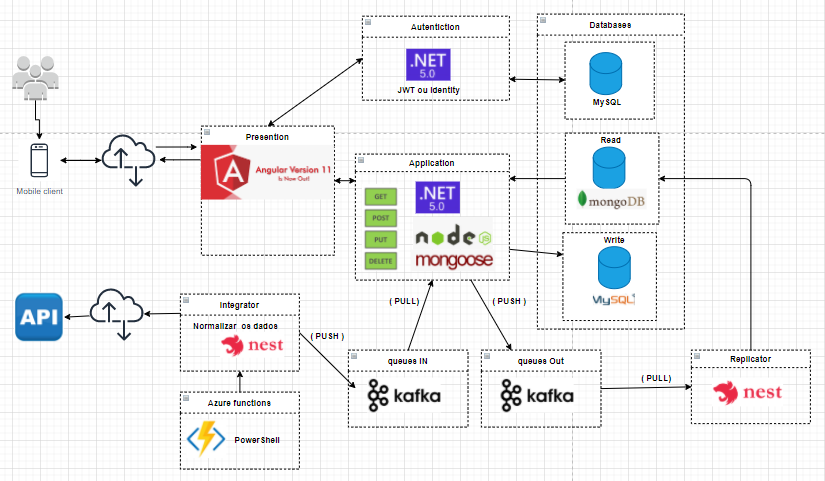 Autentiction
.NET
5.0
JWT ou Identity
Databases
MySQL
Mobile client
Presention
Angular Version 11
Is Now Out!
Application
GET
POST
PUT
DELETE
.NET
5.0
node
JS
mongoose
Read
mongoDB
Write
MySQL
API
Integrator
Normalizar os dados
nest
( PUSH )
( PULL)
( PUSH )
queues IN
kafka
queues Out
kafka
( PULL)
Replicator
nest
Azure functions
PowerShell